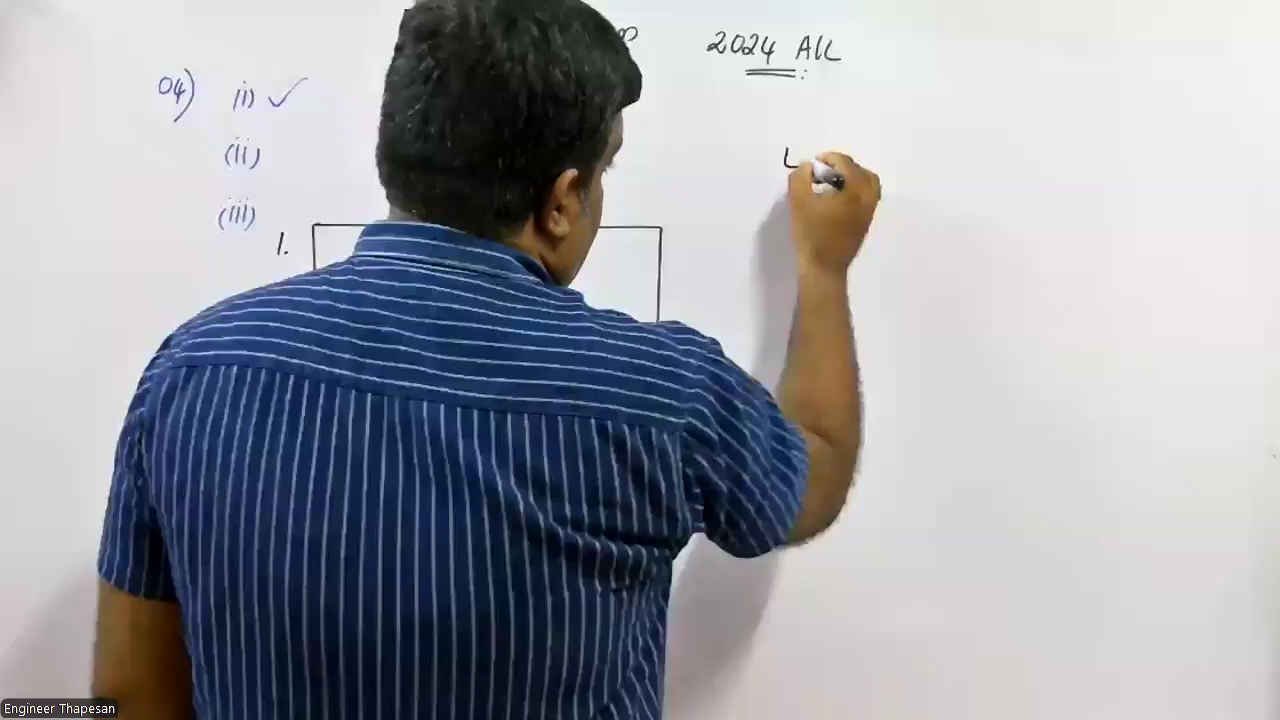 2024 A/L
04) (i) ✓
(ii)
(iii)
1.
L
Engineer Thapesan